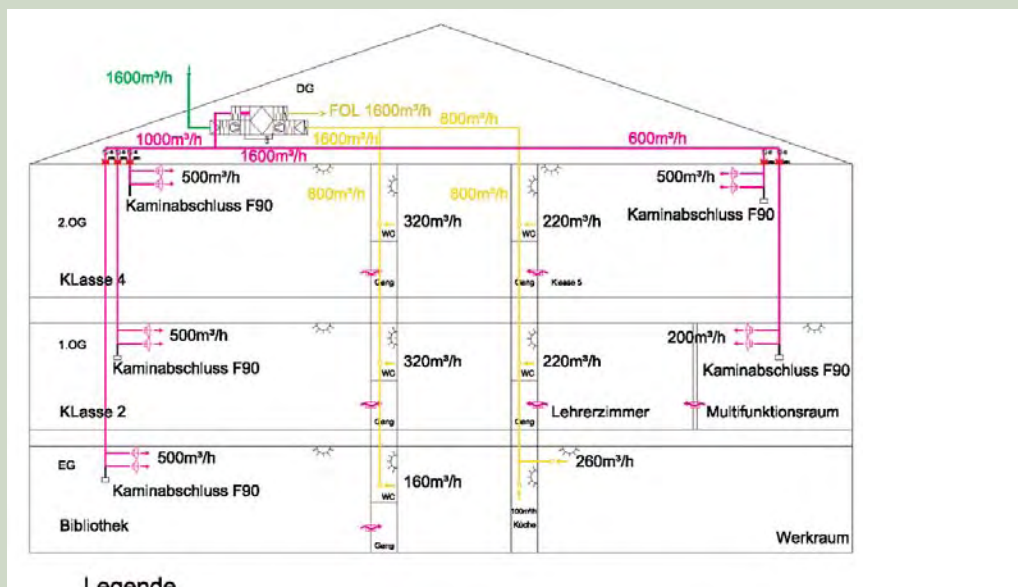 1600m³/h
DG
FOL 1600m³/h
800m³/h
1000m³/h
1600m³/h
600m³/h
1600m³/h
500m³/h
800m³/h
800m³/h
500m³/h
Kaminabschluss F90
Kaminabschluss F90
2.OG
320m³/h
220m³/h
WC
WC
KLasse 4
Gang
Gang
Klasse 5
500m³/h
200m³/h
1.OG
320m³/h
220m³/h
Kaminabschluss F90
WC
WC
Kaminabschluss F90
KLasse 2
Lehrerzimmer
Multifunktionsraum
Gang
Gang
500m³/h
260m³/h
EG
160m³/h
Kaminabschluss F90
WC
100m³/h
Küche
Bibliothek
Werkraum
Gang
Legende